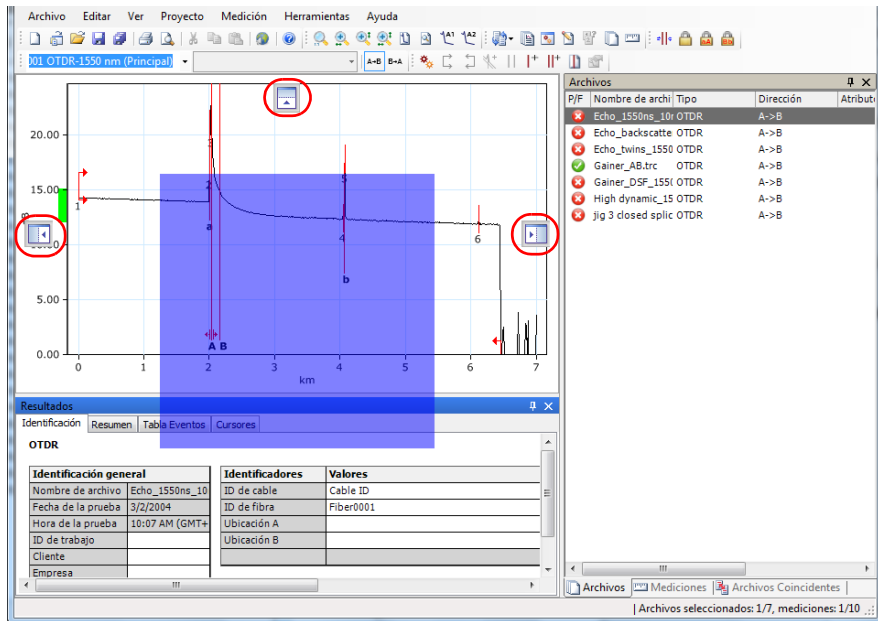 Archivo Editar Ver Proyecto Medición Herramientas Ayuda
001 OTDR-1550 nm (Principal)
A→B B→A
Archivos
P/F Nombre de archi Tipo Dirección Atribut
Echo_1550ns_10r OTDR A->B
Echo_backscatte OTDR A->B
Echo_twins_1550 OTDR A->B
Gainer_AB.trc OTDR A->B
Gainer_DSF_155( OTDR A->B
High dynamic_15 OTDR A->B
jig 3 closed splic OTDR A->B
20.00
15.00
5.00
0.00
1
2
a
4
5
b
6
A B
0 1 2 3 4 5 6 7
km
Resultados
Identificación Resumen Tabla Eventos Cursores
OTDR
Identificación general
Nombre de archivo Echo_1550ns_10
Fecha de la prueba 3/2/2004
Hora de la prueba 10:07 AM (GMT+
ID de trabajo
Cliente
Empresa
Identificadores Valores
ID de cable Cable ID
ID de fibra Fiber0001
Ubicación A
Ubicación B
Archivos Mediciones Archivos Coincidentes
Archivos seleccionados: 1/7, mediciones: 1/10